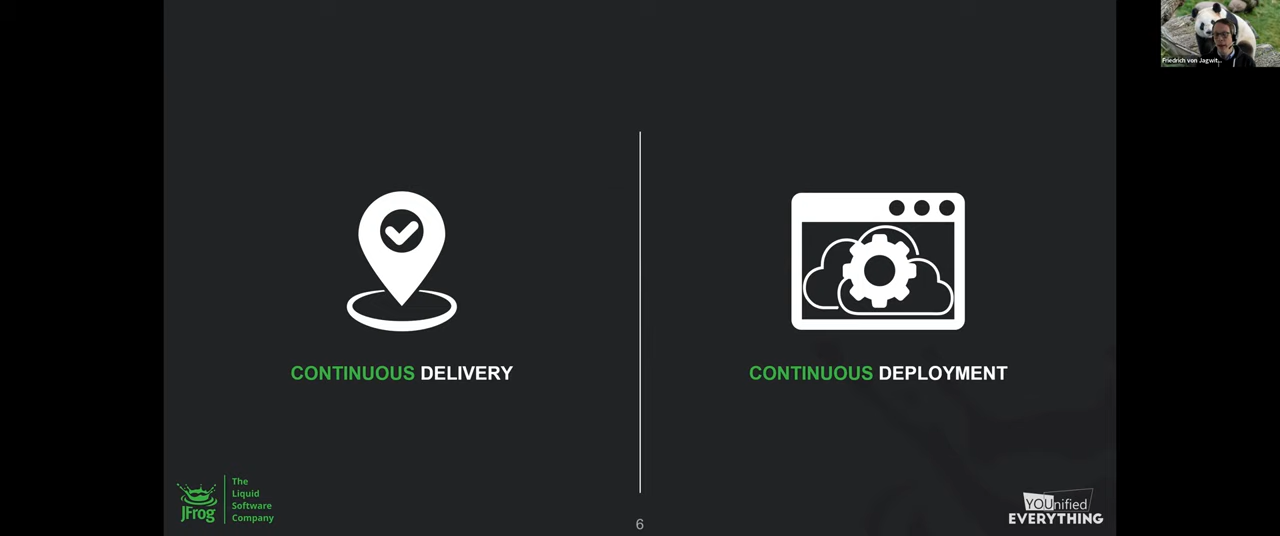 Friedrich von Jagwit...
CONTINUOUS DELIVERY
CONTINUOUS DEPLOYMENT
JFrog
The
Liquid
Software
Company
6
YOUnified
EVERYTHING